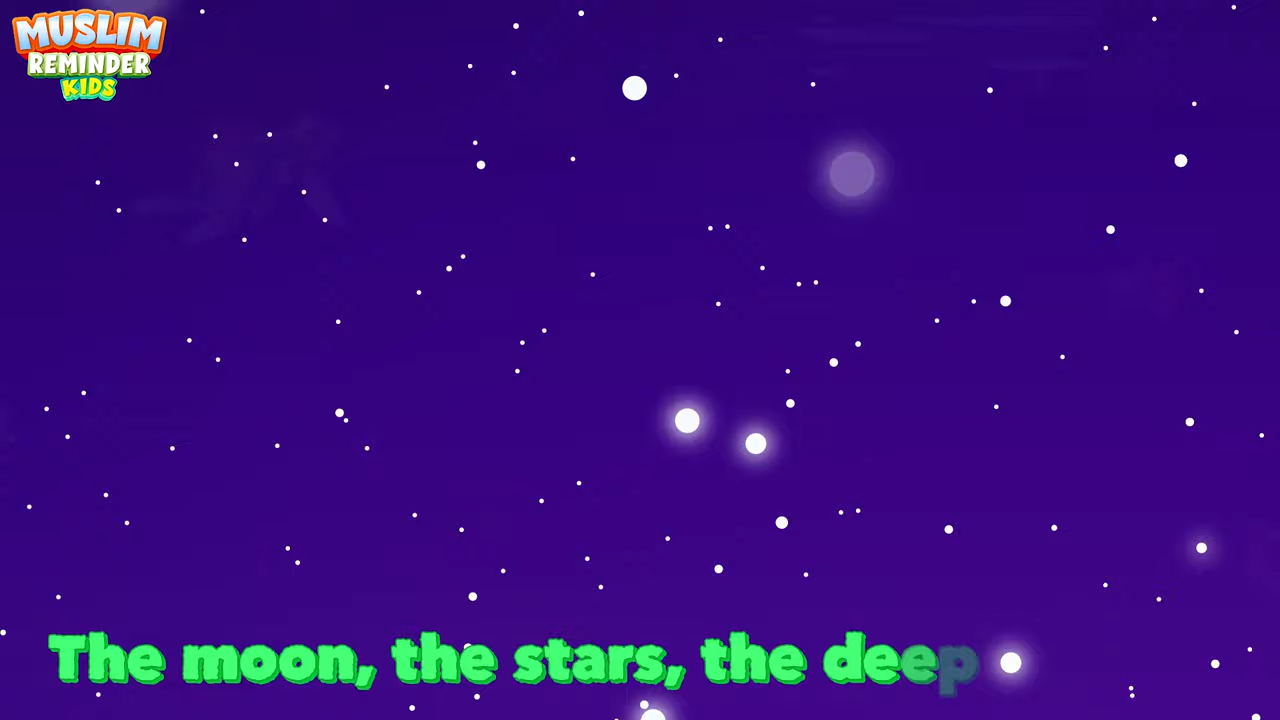 MUSLIM
REMINDER
KIDS
The moon, the stars, the deep